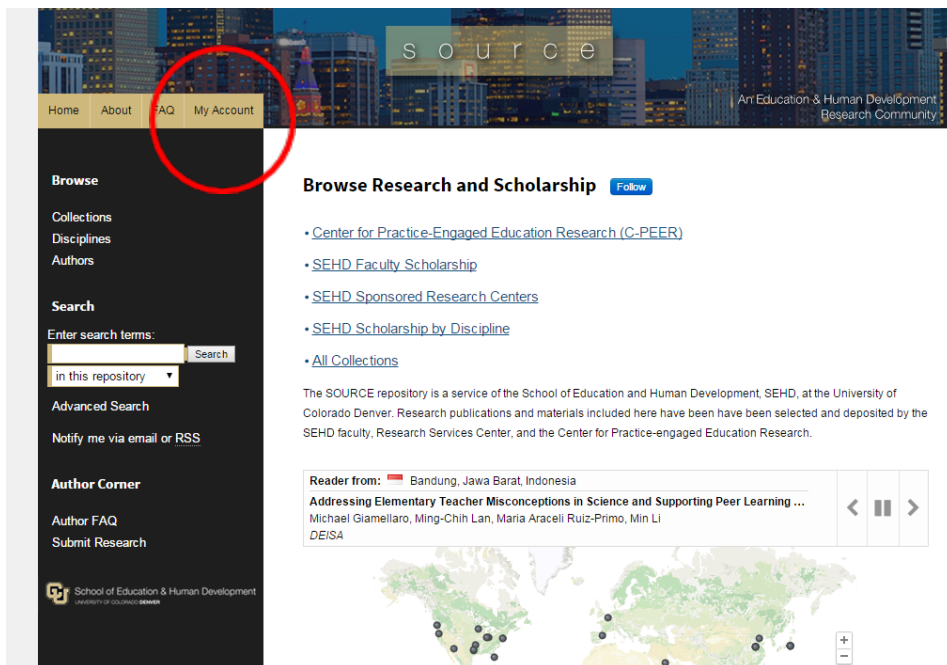 source
An Education & Human Development
Research Community
Home About FAQ My Account
Browse
Collections
Disciplines
Authors
Search
Enter search terms:
Search
in this repository
Advanced Search
Notify me via email or RSS
Author Corner
Author FAQ
Submit Research
School of Education & Human Development
UNIVERSITY OF COLORADO DENVER
Browse Research and Scholarship Follow
• Center for Practice-Engaged Education Research (C-PEER)
• SEHD Faculty Scholarship
• SEHD Sponsored Research Centers
• SEHD Scholarship by Discipline
• All Collections
The SOURCE repository is a service of the School of Education and Human Development, SEHD, at the University of
Colorado Denver. Research publications and materials included here have been have been selected and deposited by the
SEHD faculty, Research Services Center, and the Center for Practice-engaged Education Research.
Reader from: Bandung, Jawa Barat, Indonesia
Addressing Elementary Teacher Misconceptions in Science and Supporting Peer Learning ...
Michael Giamellaro, Ming-Chih Lan, Maria Araceli Ruiz-Primo, Min Li
DEISA
+
−